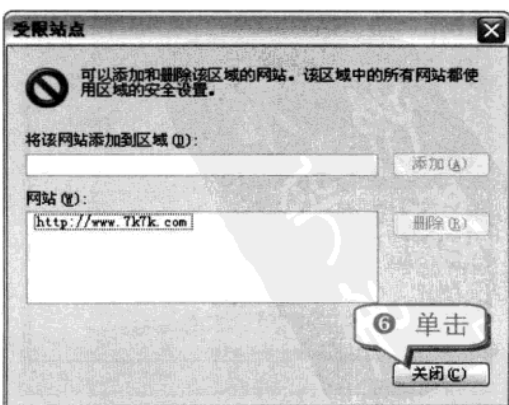 受限站点
可以添加和删除该区域的网站。该区域中的所有网站都使
用区域的安全设置。
将该网站添加到区域(D):
添加(A)
网站(W):
http://www.7k7k.com
删除(R)
❻ 单击
关闭(C)